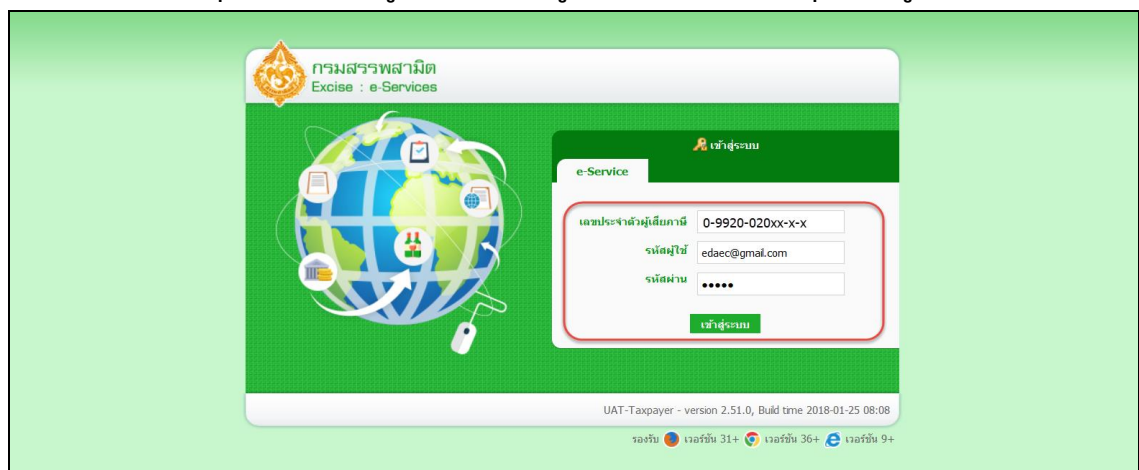 กรมสรรพสามิต
Excise : e-Services
เข้าสู่ระบบ
e-Service
เลขประจำตัวผู้เสียภาษี 0-9920-020xx-x-x
รหัสผู้ใช้ edaec@gmail.com
รหัสผ่าน •••••
เข้าสู่ระบบ
UAT-Taxpayer - version 2.51.0, Build time 2018-01-25 08:08
รองรับ เวอร์ชัน 31+ เวอร์ชัน 36+ เวอร์ชัน 9+